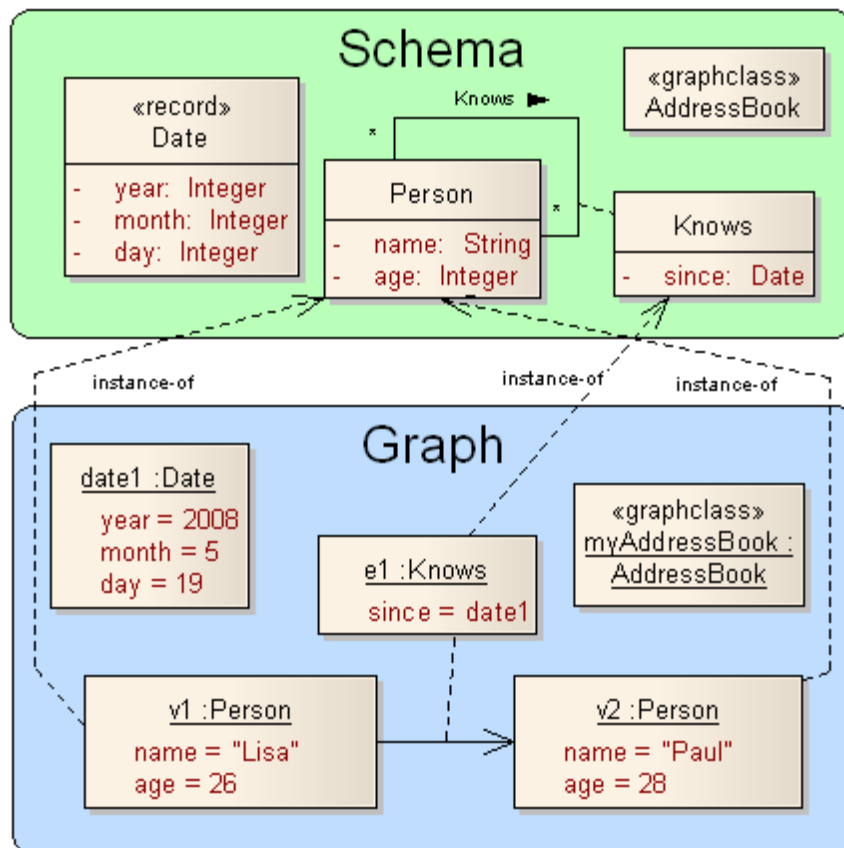 Schema
«record»
Date
- year: Integer
- month: Integer
- day: Integer
Knows
*
*
Person
- name: String
- age: Integer
«graphclass»
AddressBook
Knows
- since: Date
instance-of
instance-of
instance-of
Graph
date1 :Date
year = 2008
month = 5
day = 19
e1 :Knows
since = date1
«graphclass»
myAddressBook :
AddressBook
v1 :Person
name = "Lisa"
age = 26
v2 :Person
name = "Paul"
age = 28